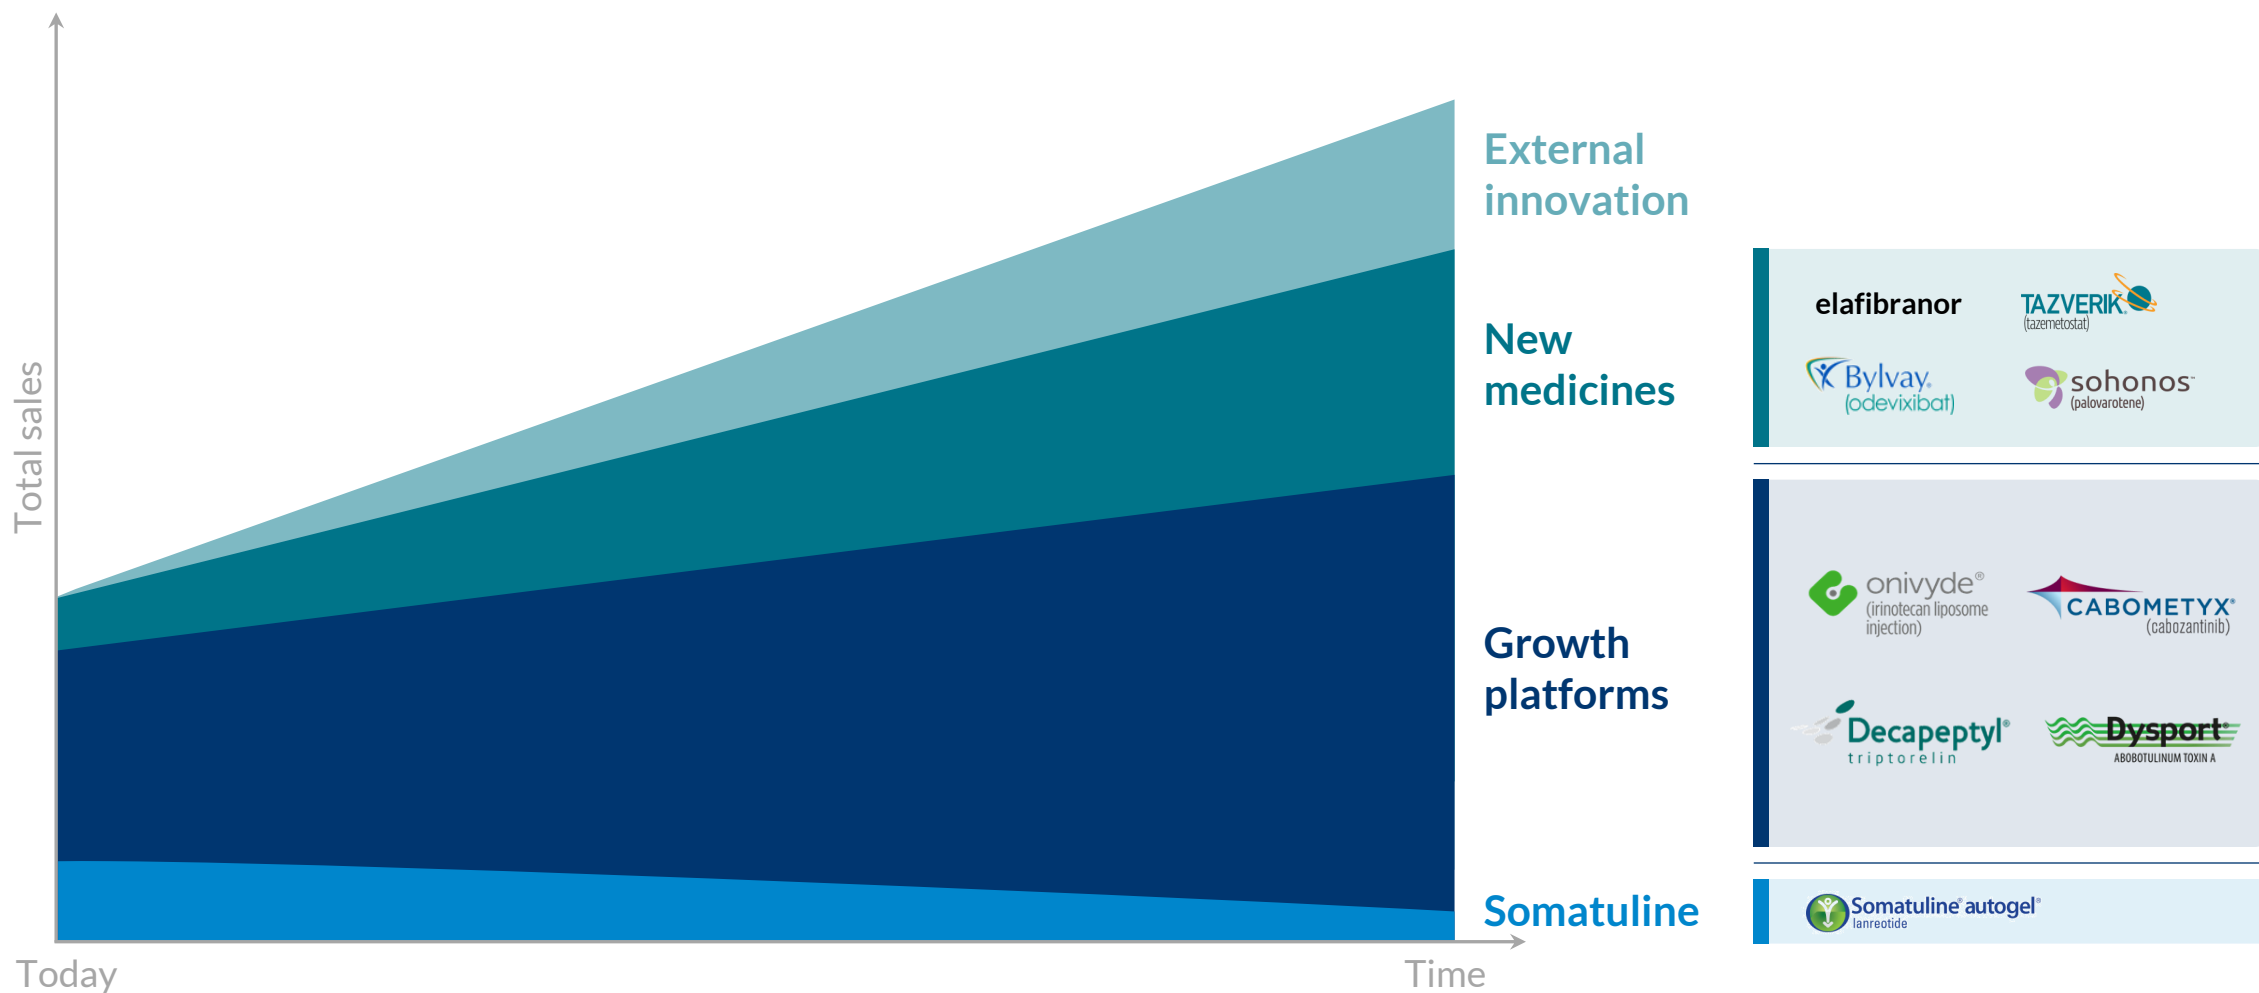 Total sales
Today
Time
External
innovation
New
medicines
Growth
platforms
Somatuline
elafibranor
TAZVERIK®
(tazemetostat)
Bylvay®
(odevixibat)
sohonos™
(palovarotene)
onivyde®
(irinotecan liposome
injection)
CABOMETYX®
(cabozantinib)
Decapeptyl®
triptorelin
Dysport®
ABOBOTULINUM TOXIN A
Somatuline® autogel®
lanreotide